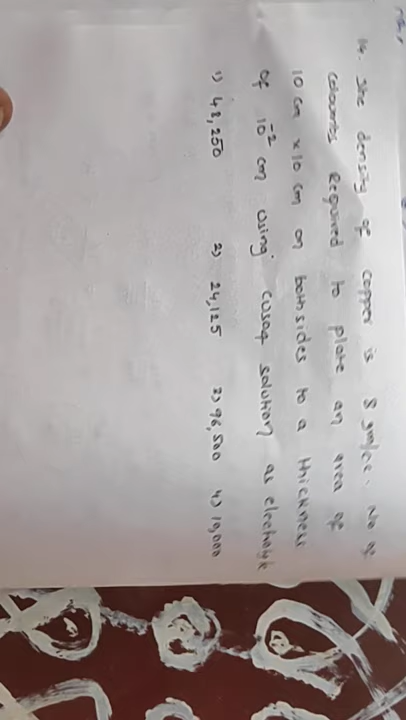 14. The density of copper is 8 gm/cc. No of
coloumbs required to plate an area of
10 cm x 10 cm on both sides to a thickness
of 10⁻² cm using CuSO4 solution as electrolyte
1) 48,250 2) 24,125 3) 96,500 4) 10,000